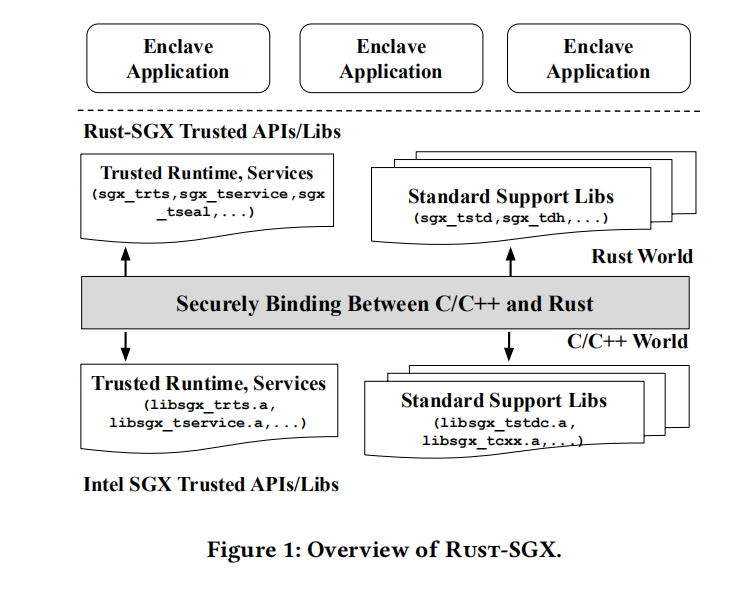 Enclave
Application
Enclave
Application
Enclave
Application
Rust-SGX Trusted APIs/Libs
Trusted Runtime, Services
(sgx_trts,sgx_tservice,sgx
_tseal,...)
Standard Support Libs
(sgx_tstd,sgx_tdh,...)
Rust World
Securely Binding Between C/C++ and Rust
C/C++ World
Trusted Runtime, Services
(libsgx_trts.a,
libsgx_tservice.a,...)
Standard Support Libs
(libsgx_tstdc.a,
libsgx_tcxx.a,...)
Intel SGX Trusted APIs/Libs
Figure 1: Overview of RUST-SGX.